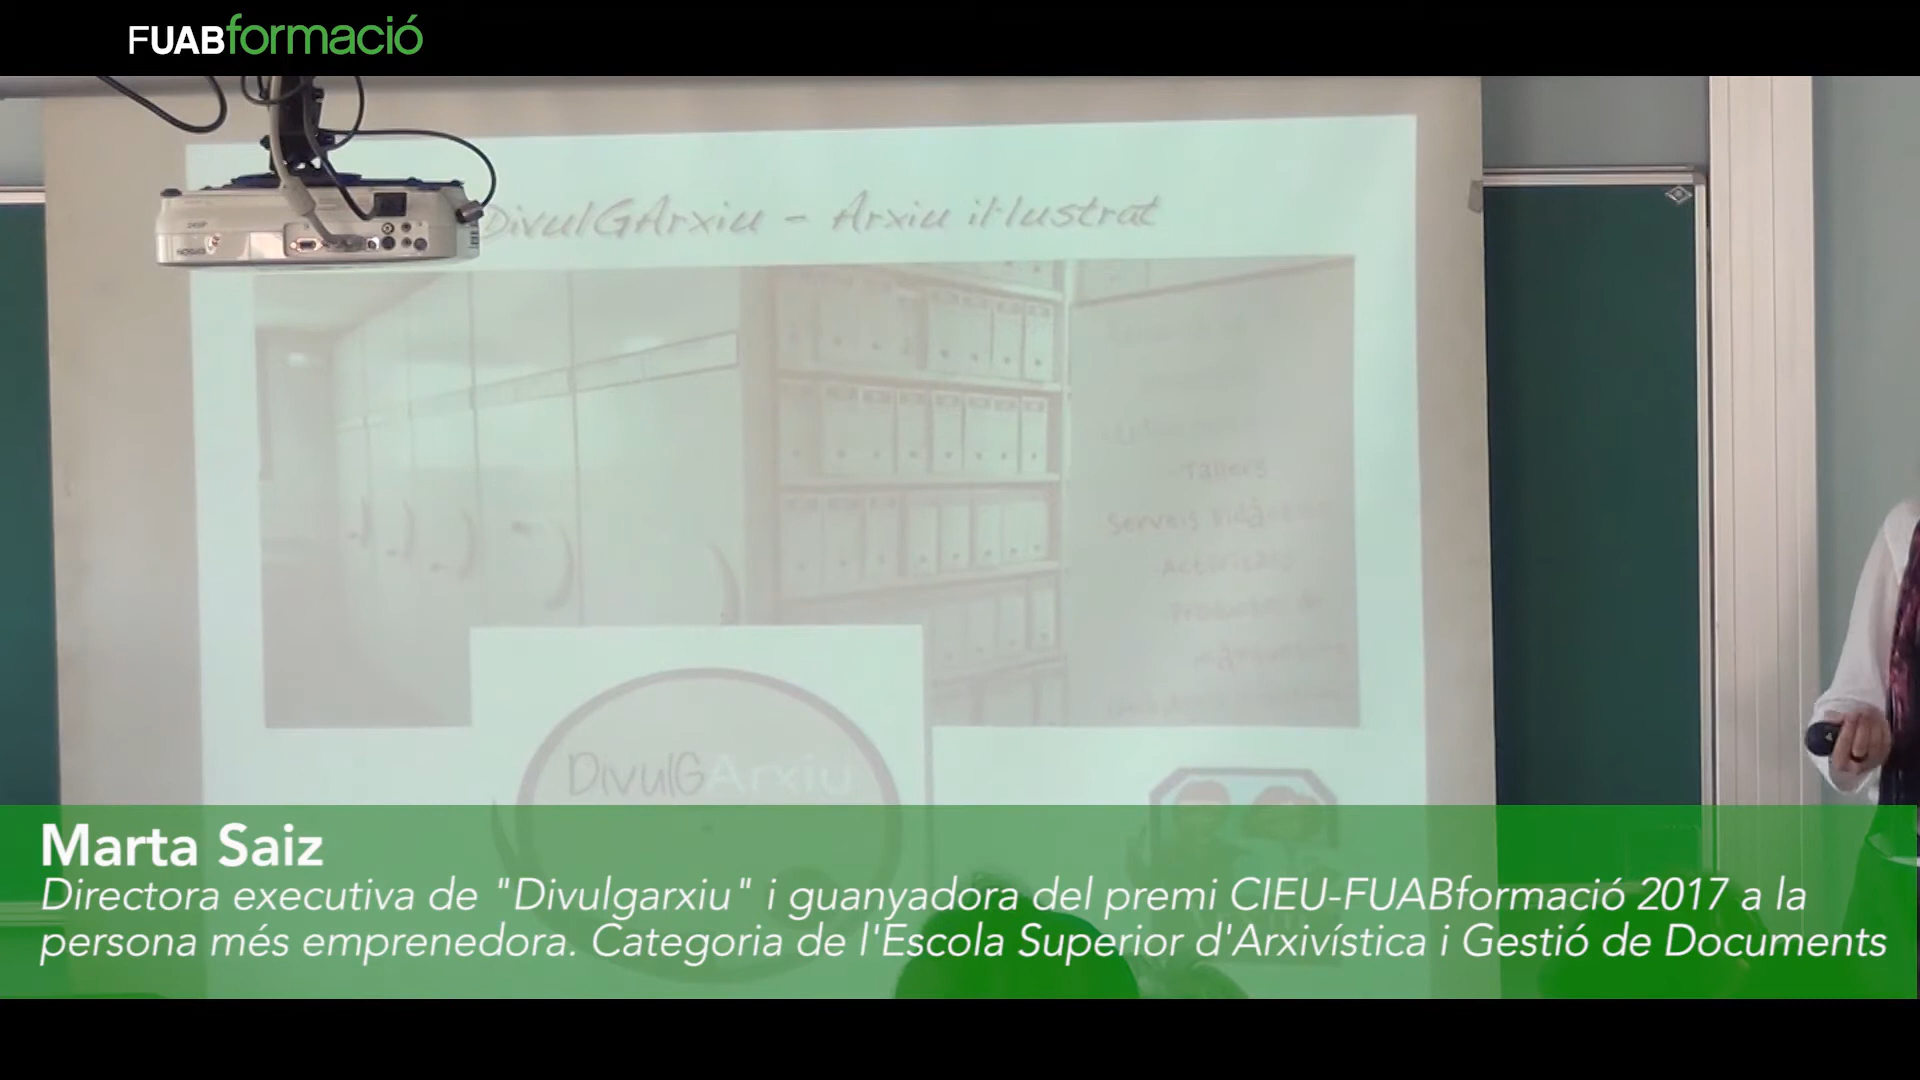 FUABformació
DivulGArxiu - Arxiu il·lustrat
Tallers
Serveis
DivulGArxiu
Marta Saiz
Directora executiva de "Divulgarxiu" i guanyadora del premi CIEU-FUABformació 2017 a la
persona més emprenedora. Categoria de l'Escola Superior d'Arxivística i Gestió de Documents